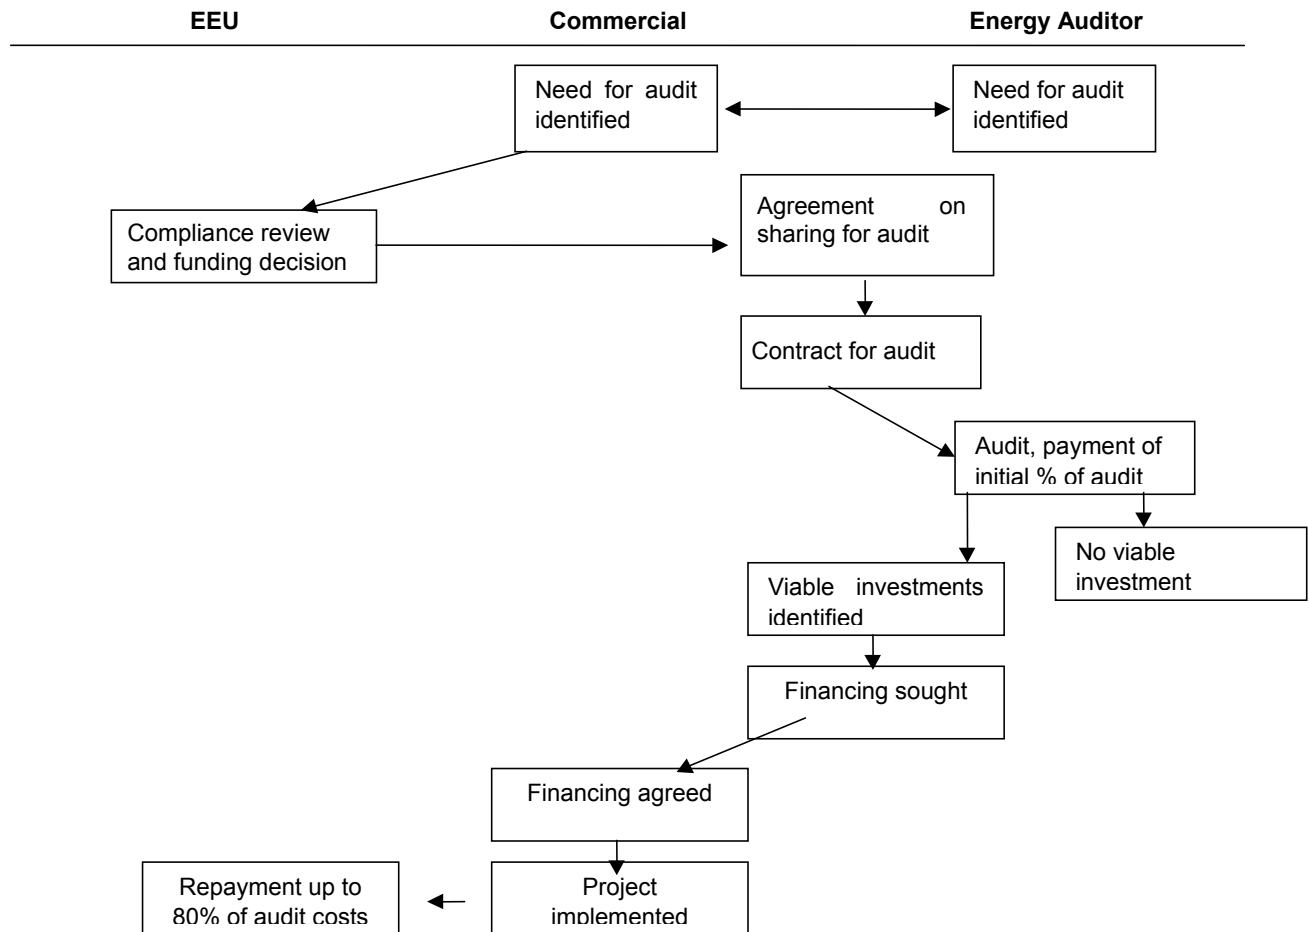 EEU Commercial Energy Auditor
Need for audit
identified
Need for audit
identified
Compliance review
and funding decision
Agreement on
sharing for audit
Contract for audit
Audit, payment of
initial % of audit
No viable
investment
Viable investments
identified
Financing sought
Financing agreed
Repayment up to
80% of audit costs
Project
implemented